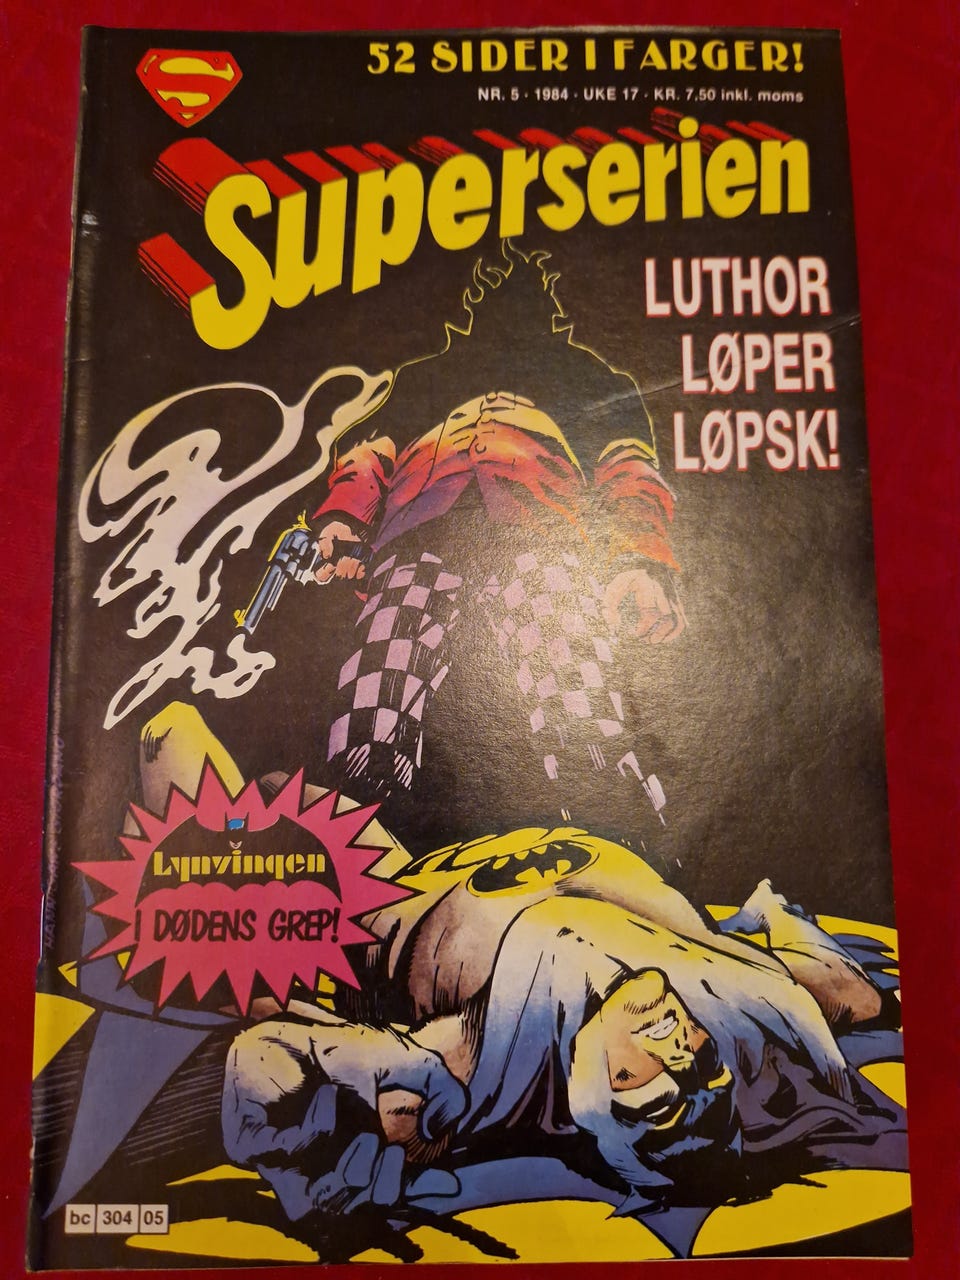 52 SIDER I FARGER!
NR. 5 · 1984 · UKE 17 · KR. 7,50 inkl. moms
S
Superserien
LUTHOR
LØPER
LØPSK!
Lynvingen
I DØDENS GREP!
bc 304 05